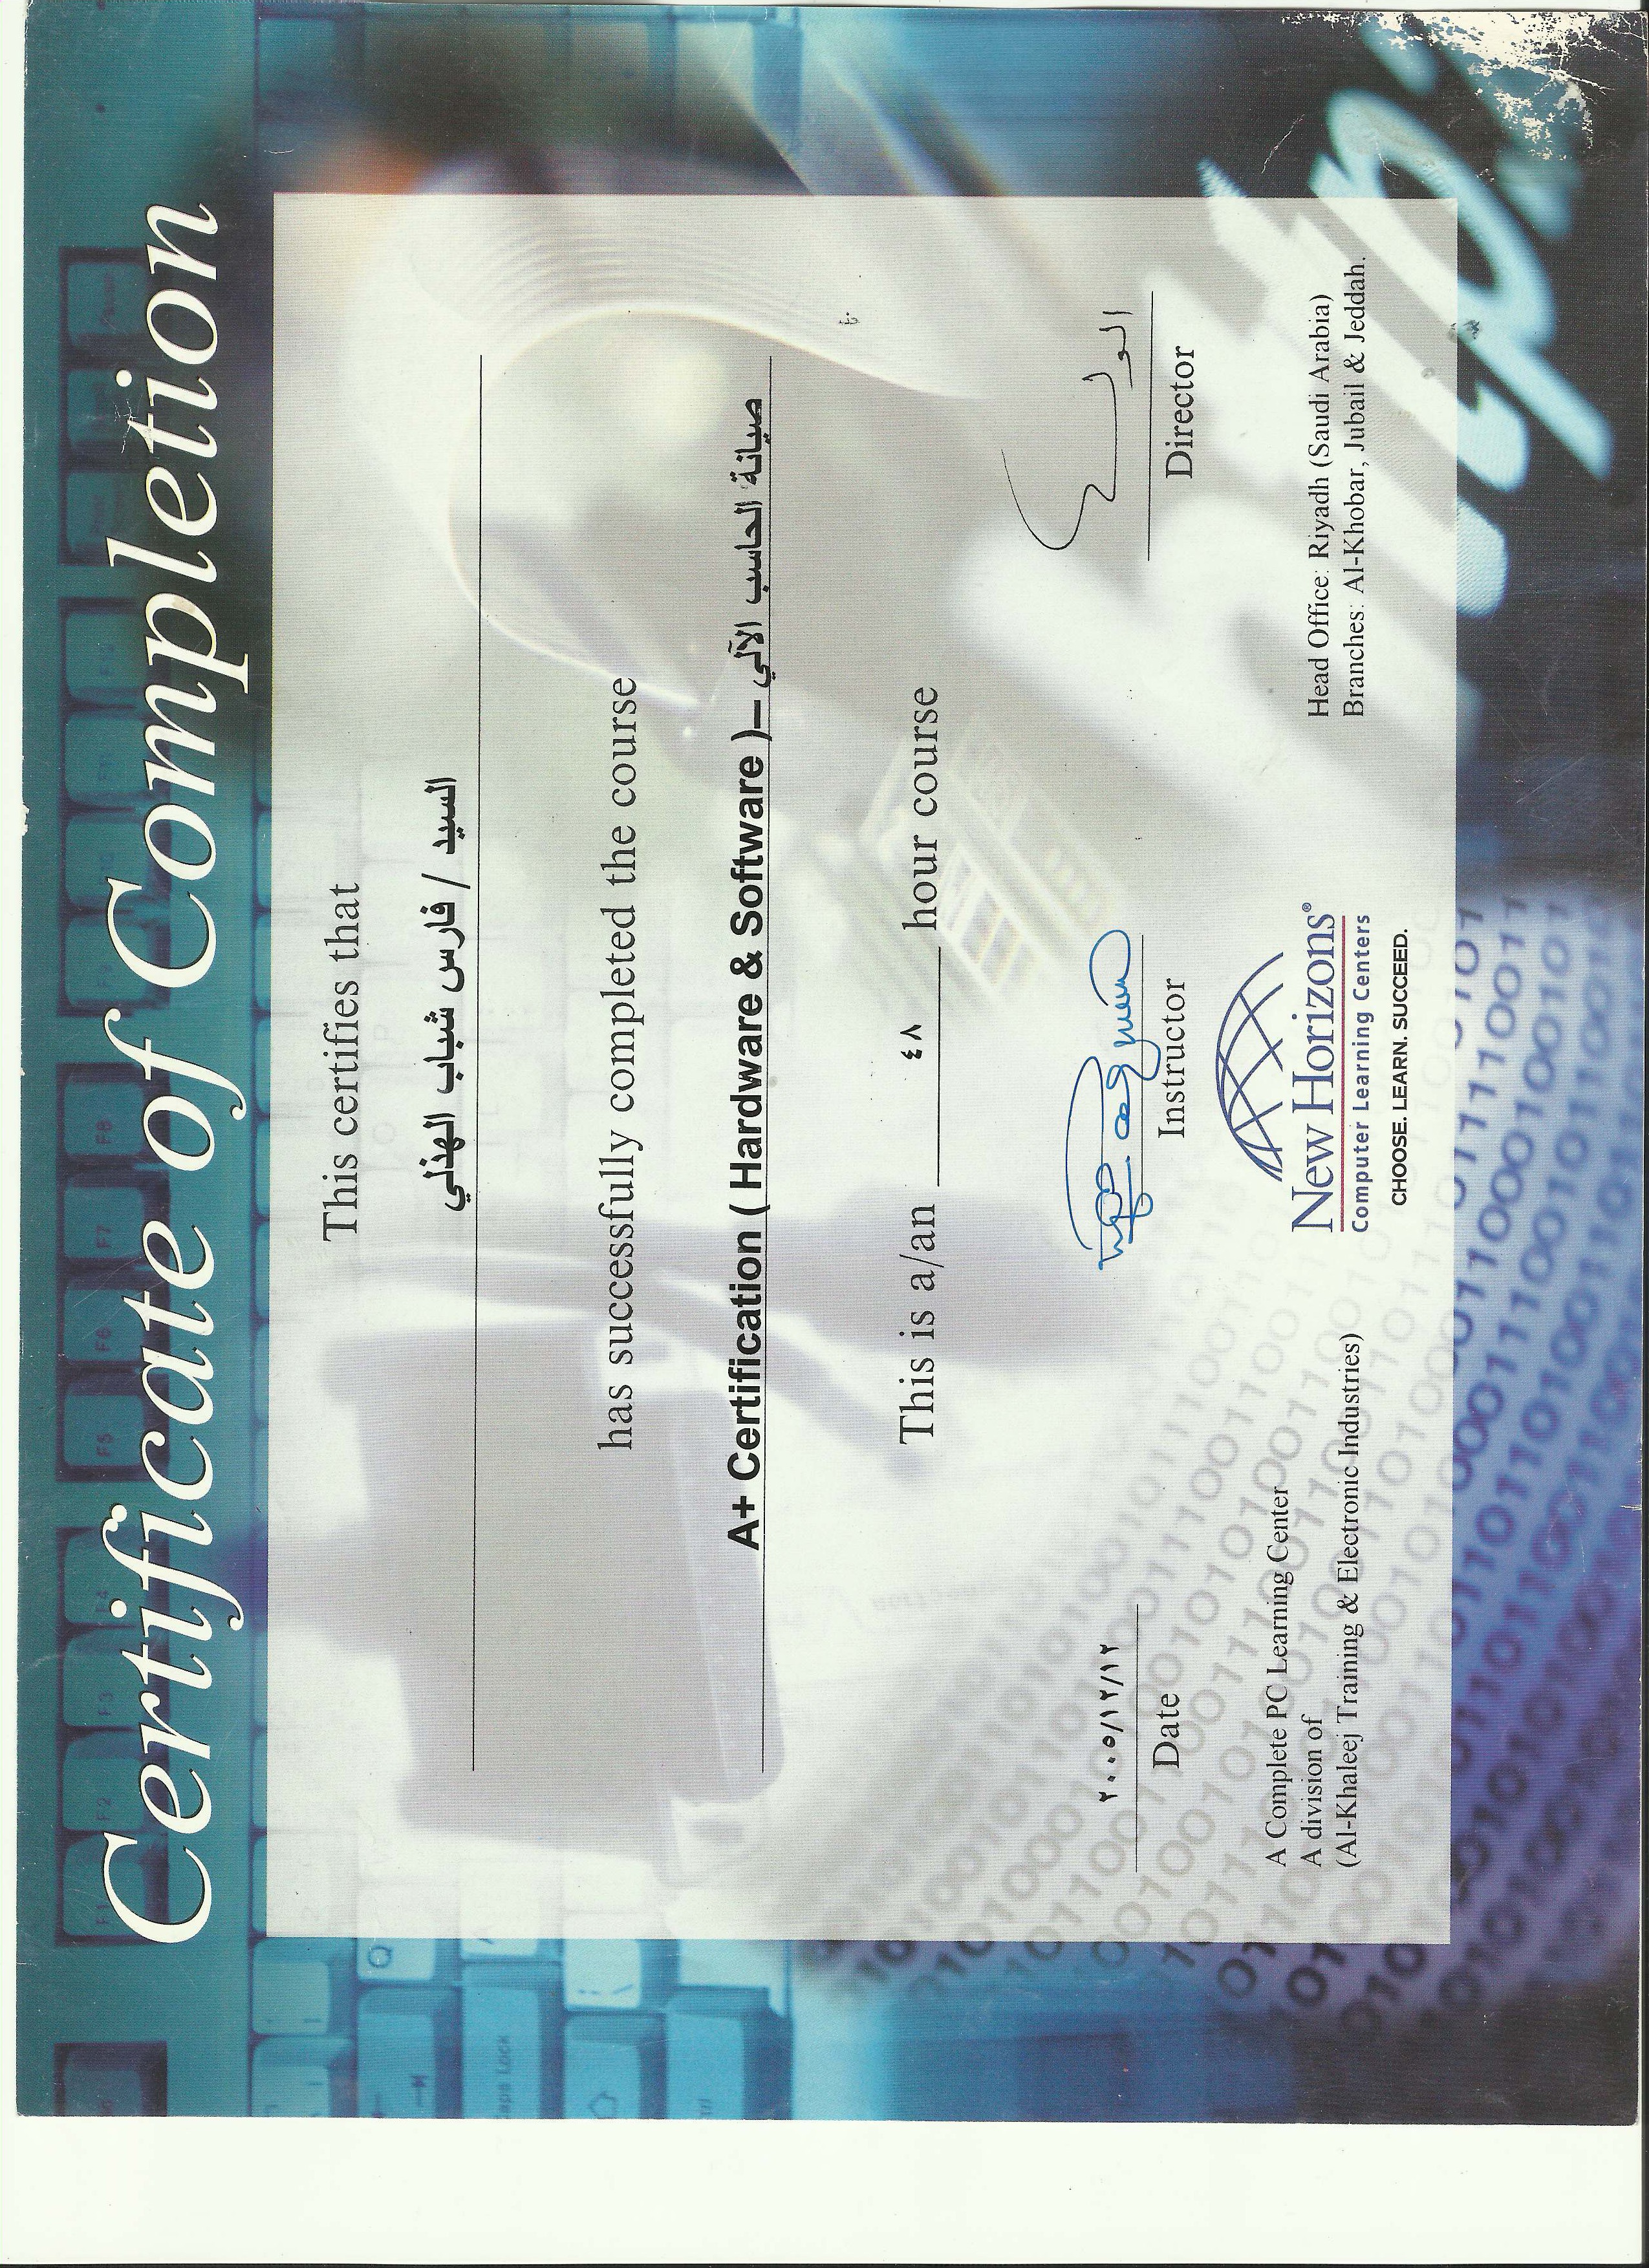 Certificate of Completion
This certifies that
السيد / فارس شباب الهذلي
has successfully completed the course
A+ Certification ( Hardware & Software ) – صيانة الحاسب الآلي
This is a/an ٤٨ hour course
٢٠٠٥/١٢/١٢
Date
Instructor
Director
A Complete PC Learning Center
A division of
(Al-Khaleej Training & Electronic Industries)
New Horizons®
Computer Learning Centers
CHOOSE. LEARN. SUCCEED.
Head Office: Riyadh (Saudi Arabia)
Branches: Al-Khobar, Jubail & Jeddah.